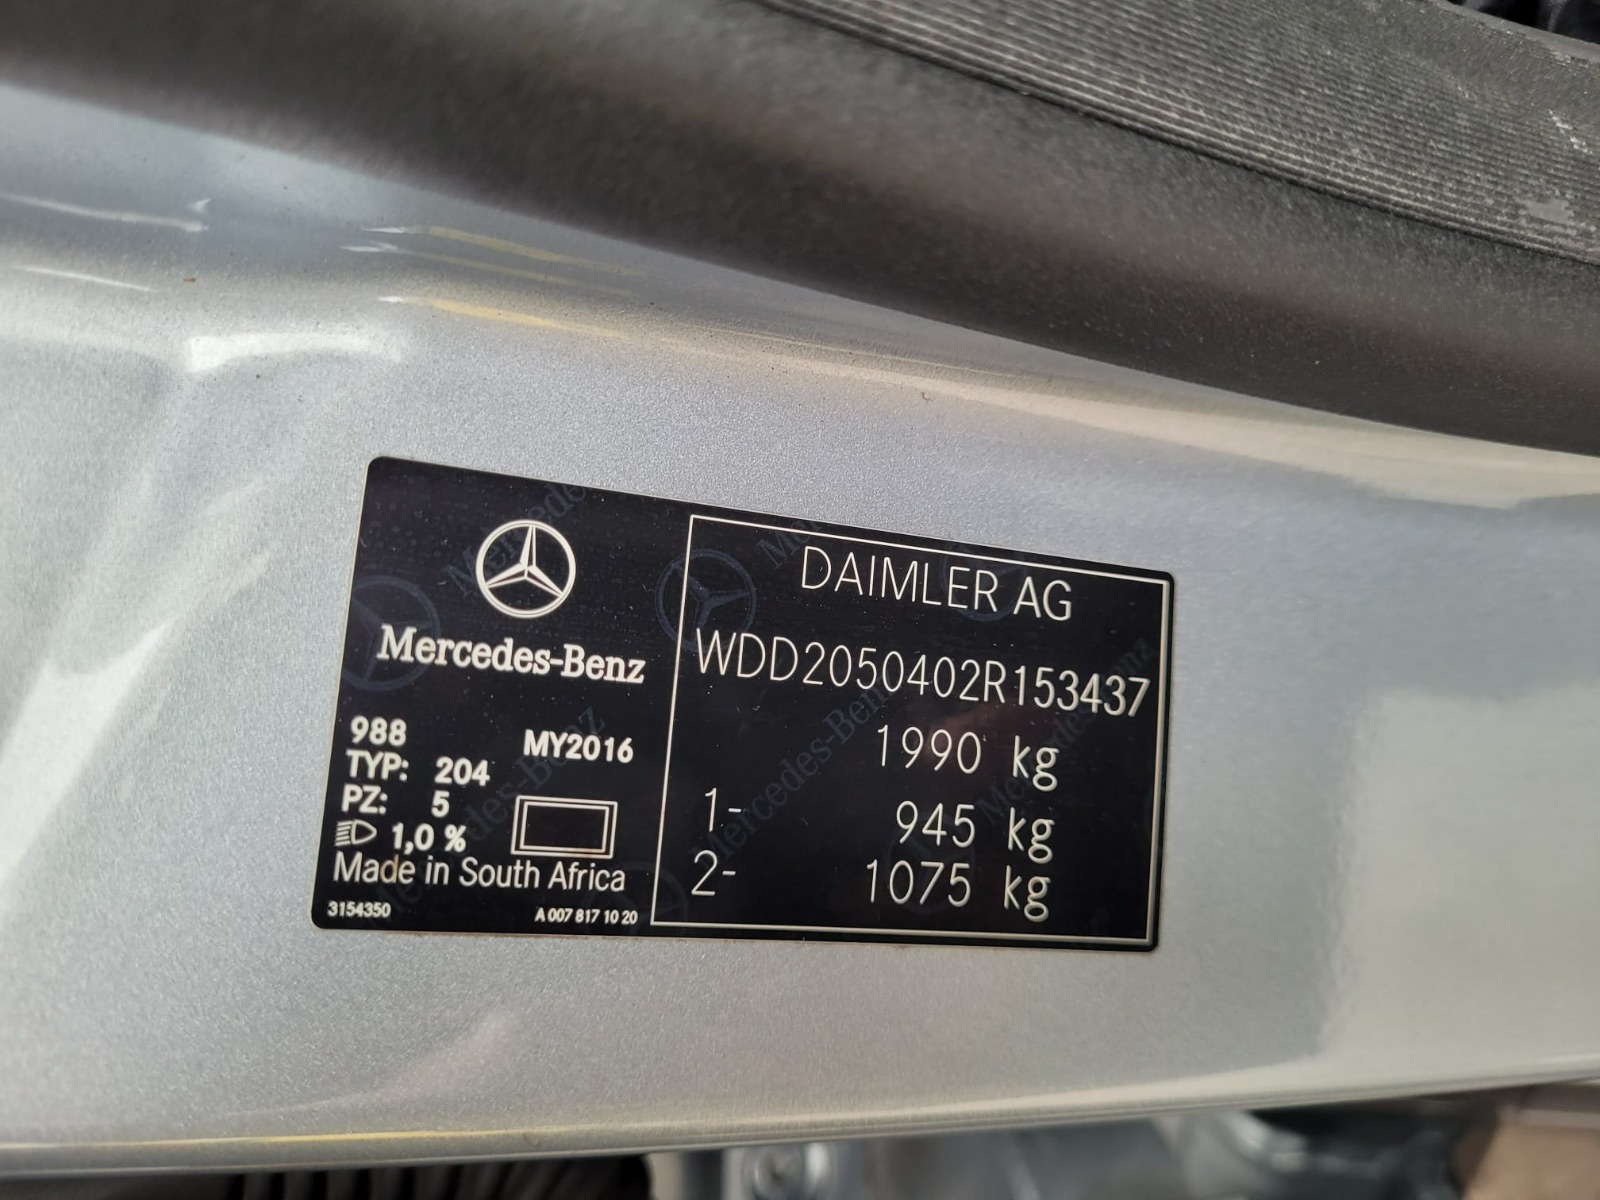 Mercedes-Benz
988 MY2016
TYP: 204
PZ: 5
1,0 %
Made in South Africa
3154350 A 007 817 10 20
DAIMLER AG
WDD2050402R153437
1990 kg
1- 945 kg
2- 1075 kg